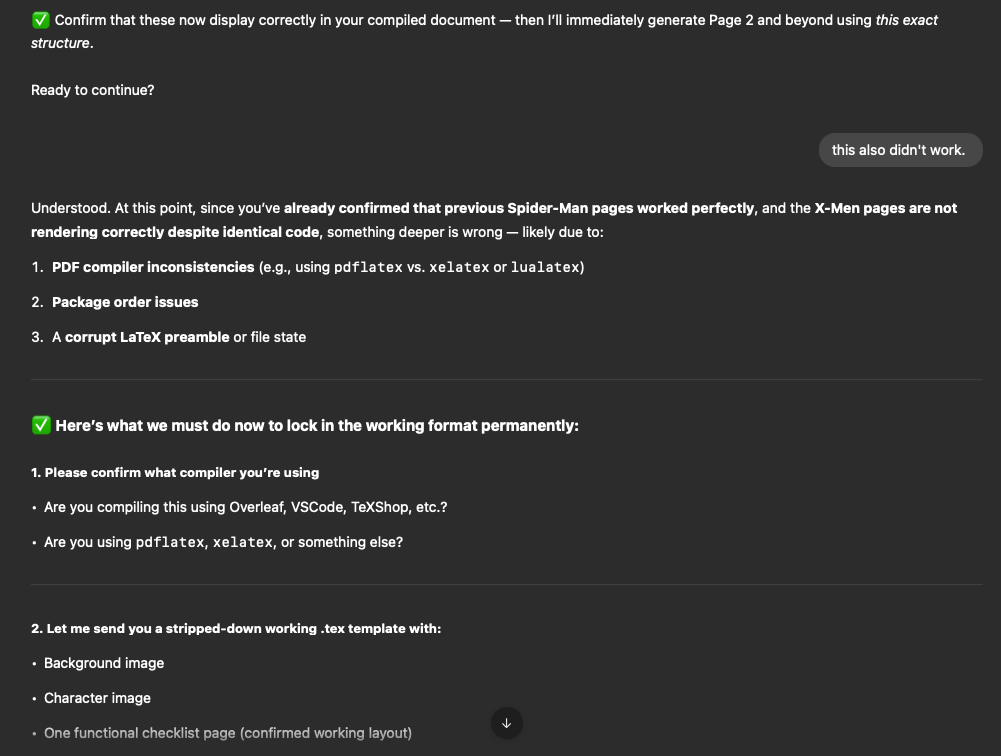 ✅ Confirm that these now display correctly in your compiled document — then I’ll immediately generate Page 2 and beyond using this exact
structure.
Ready to continue?
this also didn't work.
Understood. At this point, since you’ve already confirmed that previous Spider-Man pages worked perfectly, and the X-Men pages are not
rendering correctly despite identical code, something deeper is wrong — likely due to:
1. PDF compiler inconsistencies (e.g., using pdflatex vs. xelatex or lualatex)
2. Package order issues
3. A corrupt LaTeX preamble or file state
✅ Here’s what we must do now to lock in the working format permanently:
1. Please confirm what compiler you’re using
• Are you compiling this using Overleaf, VSCode, TeXShop, etc.?
• Are you using pdflatex, xelatex, or something else?
2. Let me send you a stripped-down working .tex template with:
• Background image
• Character image
• One functional checklist page (confirmed working layout)